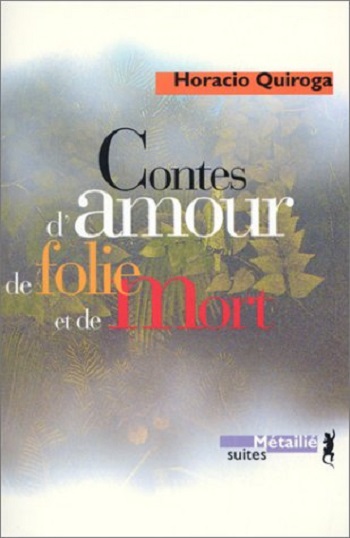 Horacio Quiroga
Contes
d'amour
de folie
et de mort
Métailié
suites